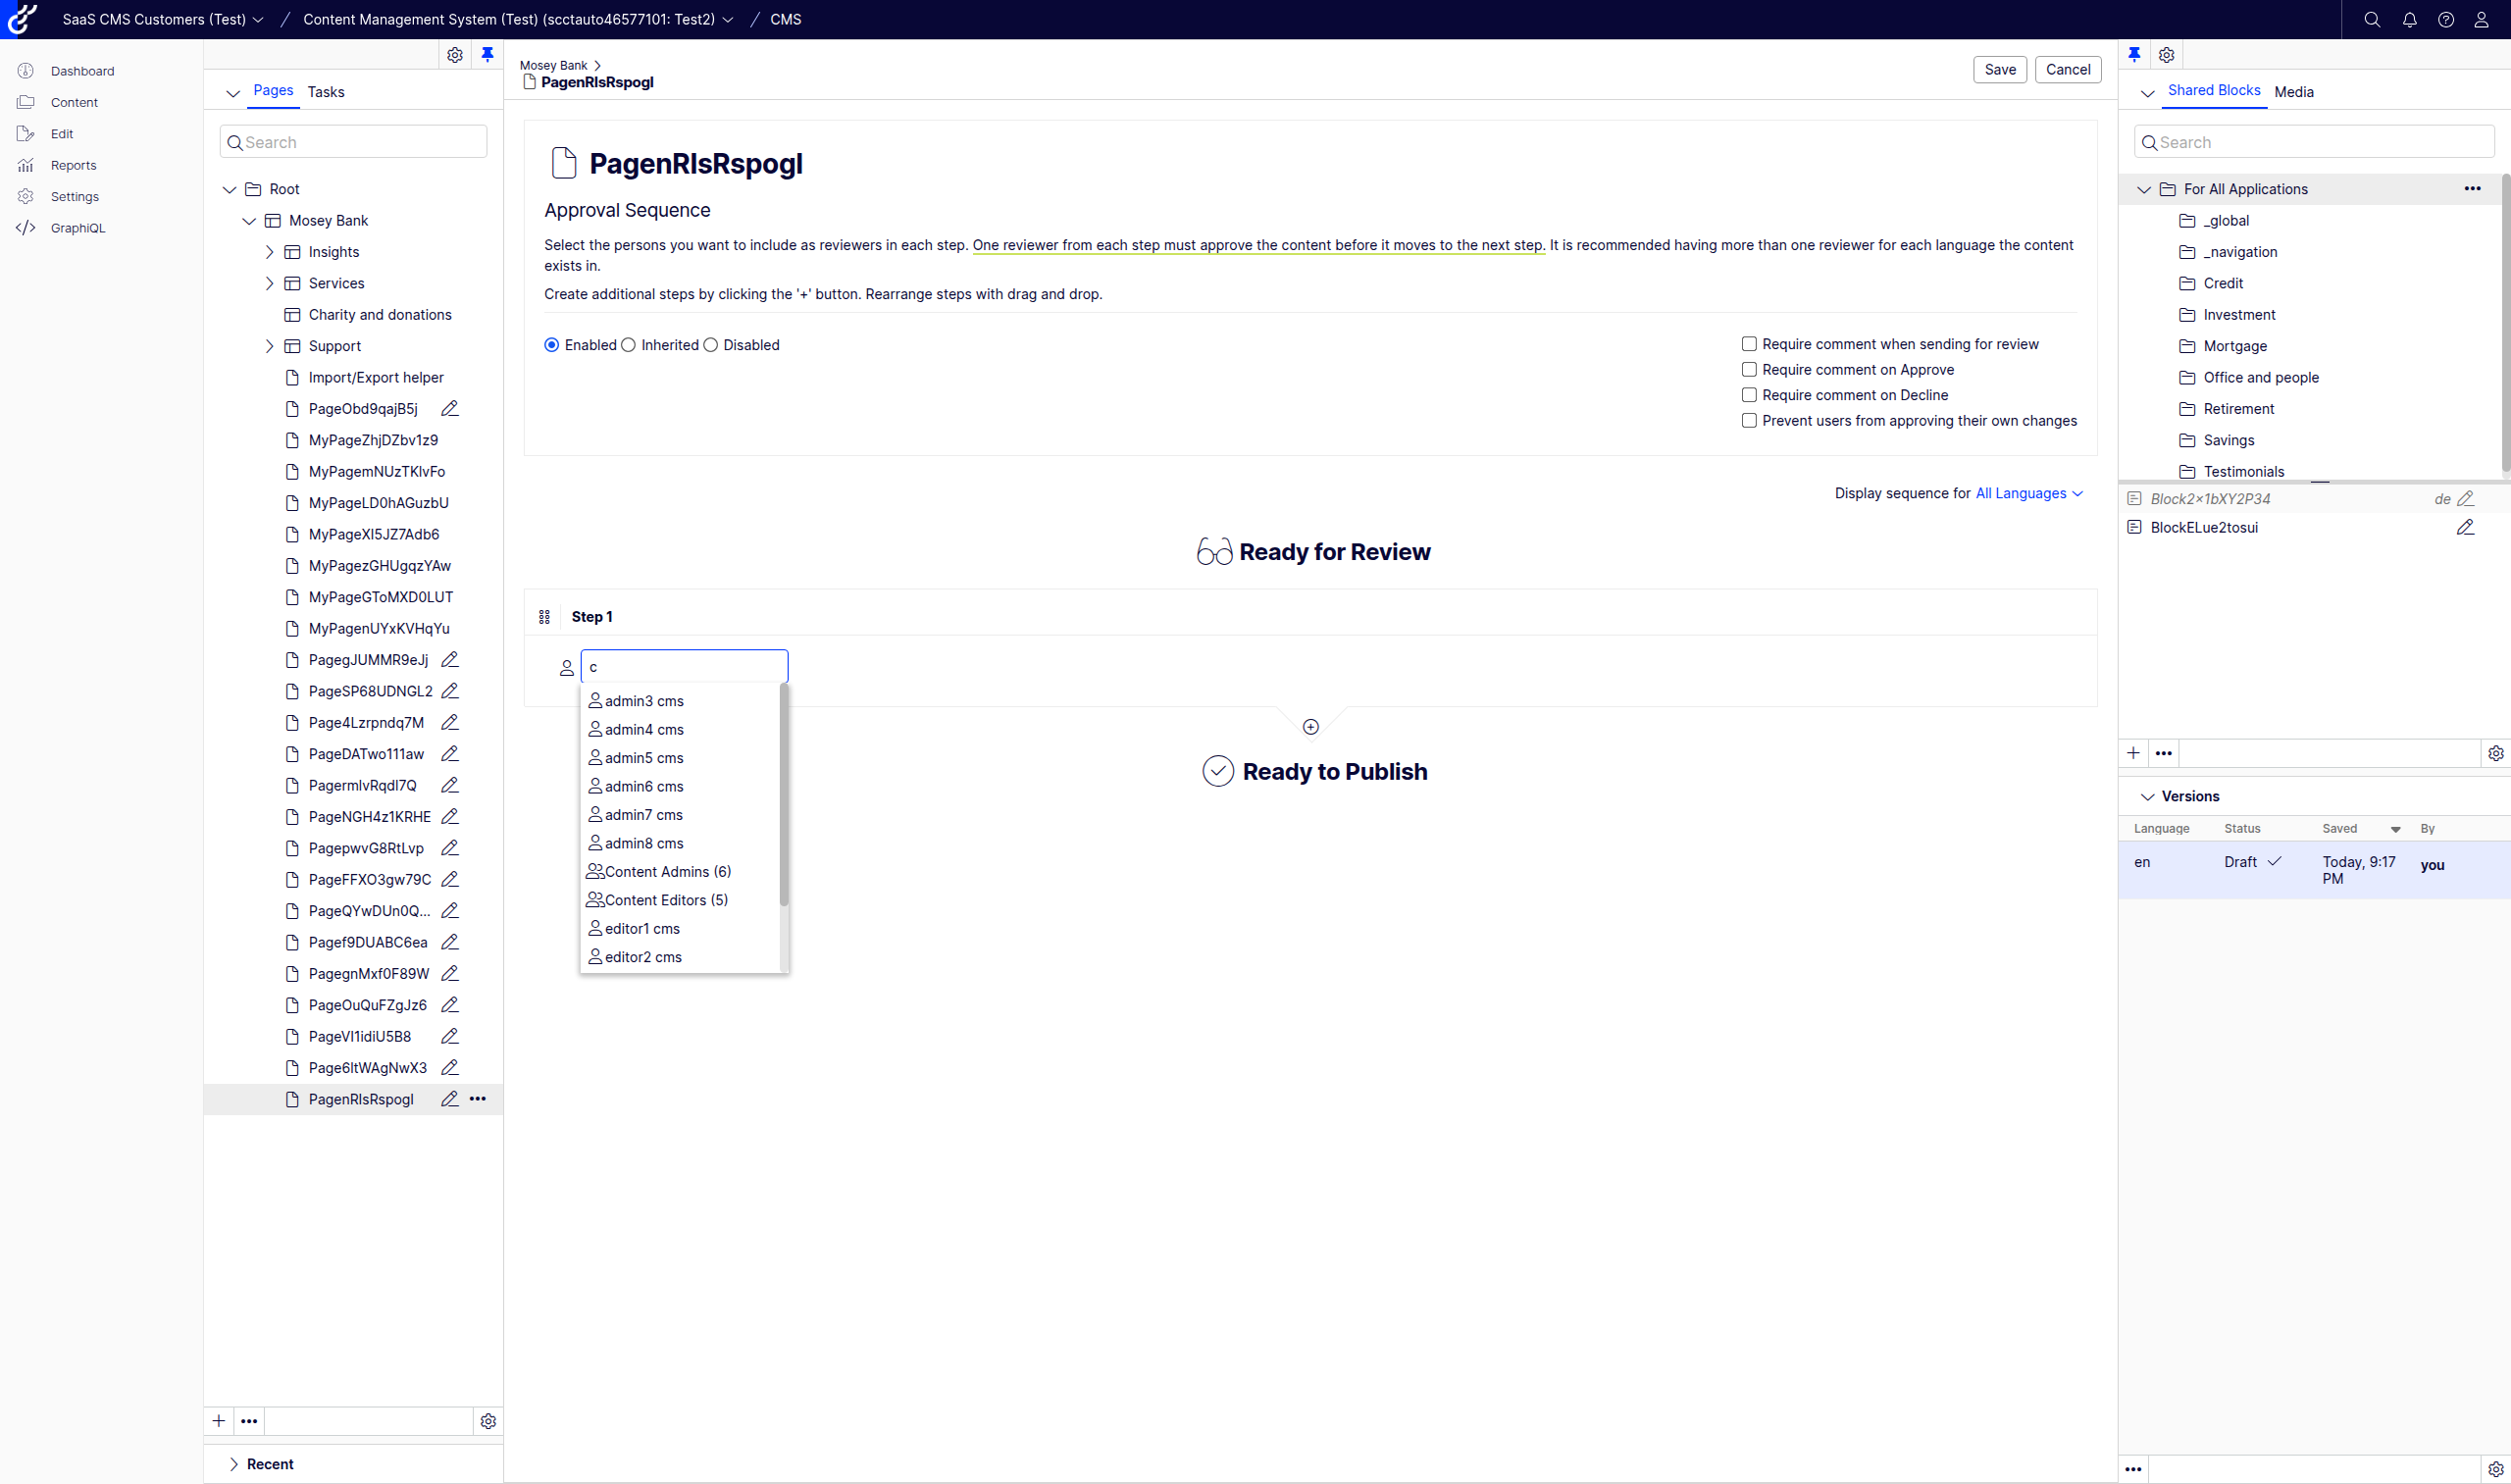 SaaS CMS Customers (Test) / Content Management System (Test) (scctauto46577101: Test2) / CMS
Dashboard
Content
Edit
Reports
Settings
GraphiQL
Pages Tasks
Search
Root
Mosey Bank
Insights
Services
Charity and donations
Support
Import/Export helper
PageObd9qajB5j
MyPageZhjDZbv1z9
MyPagemNUzTKlvFo
MyPageLD0hAGuzbU
MyPageXI5JZ7Adb6
MyPagezGHUgqzYAw
MyPageGToMXD0LUT
MyPagenUYxKVHqYu
PagegJUMMR9eJj
PageSP68UDNGL2
Page4Lzrpndq7M
PageDATwo111aw
PagermlvRqdI7Q
PageNGH4z1KRHE
PagepwvG8RtLvp
PageFFXO3gw79C
PageQYwDUn0Q...
Pagef9DUABC6ea
PagegnMxf0F89W
PageOuQuFZgJz6
PageVI1idiU5B8
Page6ltWAgNwX3
PagenRlsRspogI
Recent
Mosey Bank
PagenRlsRspogI
Save Cancel
PagenRlsRspogI
Approval Sequence
Select the persons you want to include as reviewers in each step. One reviewer from each step must approve the content before it moves to the next step. It is recommended having more than one reviewer for each language the content
exists in.
Create additional steps by clicking the '+' button. Rearrange steps with drag and drop.
Enabled Inherited Disabled
Require comment when sending for review
Require comment on Approve
Require comment on Decline
Prevent users from approving their own changes
Display sequence for All Languages
Ready for Review
Step 1
c
admin3 cms
admin4 cms
admin5 cms
admin6 cms
admin7 cms
admin8 cms
Content Admins (6)
Content Editors (5)
editor1 cms
editor2 cms
Ready to Publish
Shared Blocks Media
Search
For All Applications
_global
_navigation
Credit
Investment
Mortgage
Office and people
Retirement
Savings
Testimonials
Block2×1bXY2P34 de
BlockELue2tosui
Versions
Language Status Saved By
en Draft Today, 9:17 you
PM